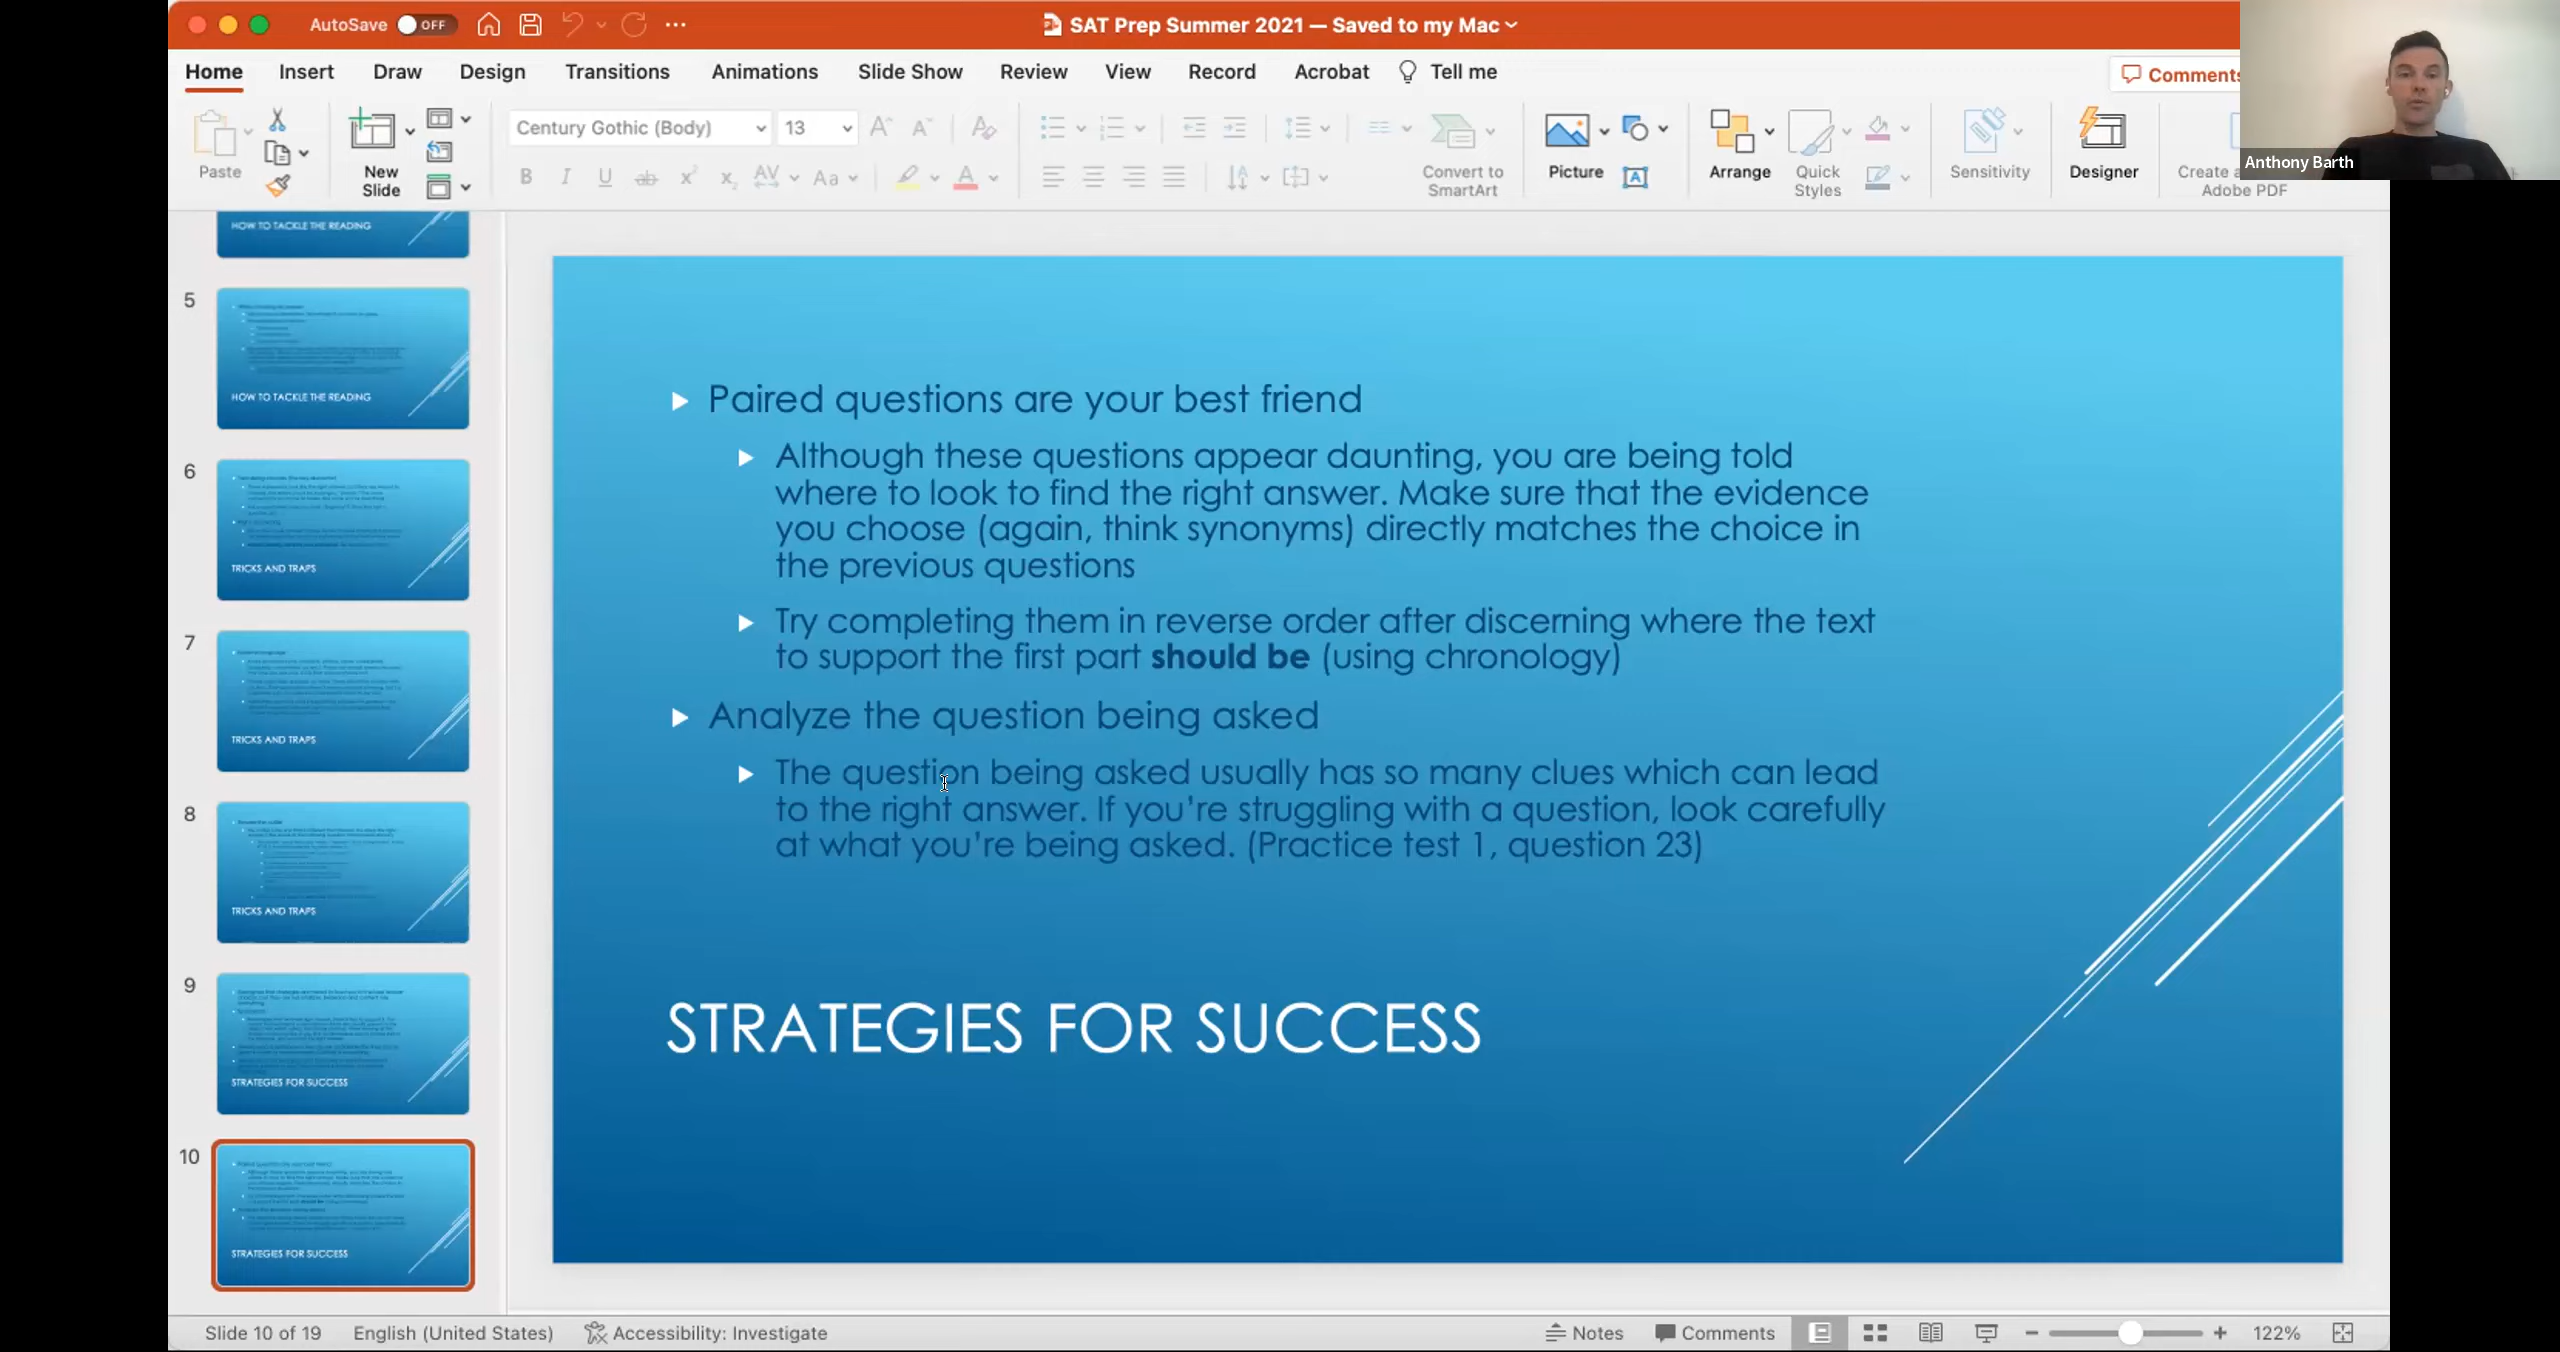 AutoSave OFF
SAT Prep Summer 2021 — Saved to my Mac
Home Insert Draw Design Transitions Animations Slide Show Review View Record Acrobat Tell me
Comments
Anthony Barth
Century Gothic (Body) 13
Paste
New
Slide
Convert to
SmartArt
Picture
Arrange
Quick
Styles
Sensitivity
Designer
Create
Adobe PDF
HOW TO TACKLE THE READING
5
HOW TO TACKLE THE READING
6
TRICKS AND TRAPS
7
TRICKS AND TRAPS
8
TRICKS AND TRAPS
9
STRATEGIES FOR SUCCESS
10
STRATEGIES FOR SUCCESS
Paired questions are your best friend
Although these questions appear daunting, you are being told
where to look to find the right answer. Make sure that the evidence
you choose (again, think synonyms) directly matches the choice in
the previous questions
Try completing them in reverse order after discerning where the text
to support the first part should be (using chronology)
Analyze the question being asked
The question being asked usually has so many clues which can lead
to the right answer. If you're struggling with a question, look carefully
at what you're being asked. (Practice test 1, question 23)
STRATEGIES FOR SUCCESS
Slide 10 of 19 English (United States) Accessibility: Investigate
Notes Comments 122%